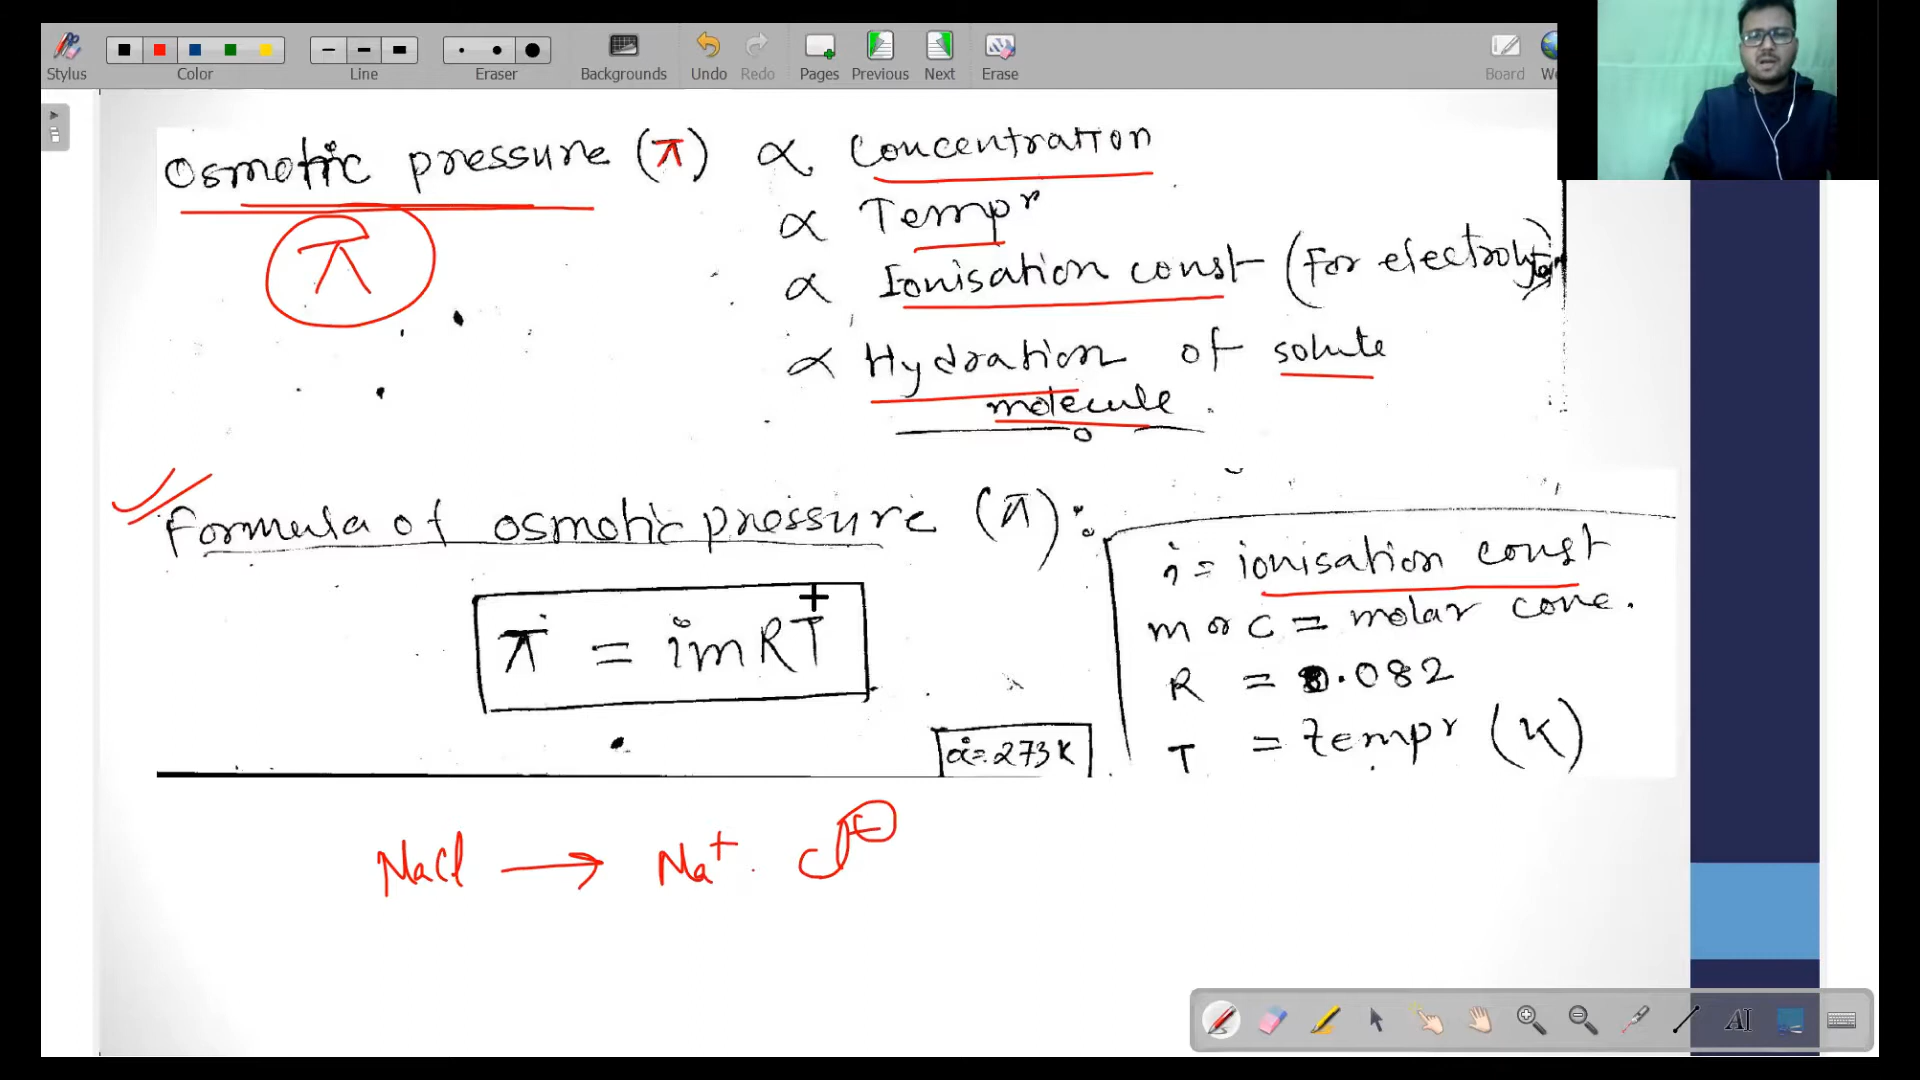 Stylus Color Line Eraser Backgrounds Undo Redo Pages Previous Next Erase Board
Osmotic pressure (π) ∝ Concentration
∝ Tempr
π
∝ Ionisation const (For electrolyte)
∝ Hydration of solute
molecule.
Formula of osmotic pressure (π):
i = ionisation const
π = imRT
m or c = molar conc.
R = 0.082
T = tempr (K)
= 273 K
NaCl → Na+ Cl-
AI